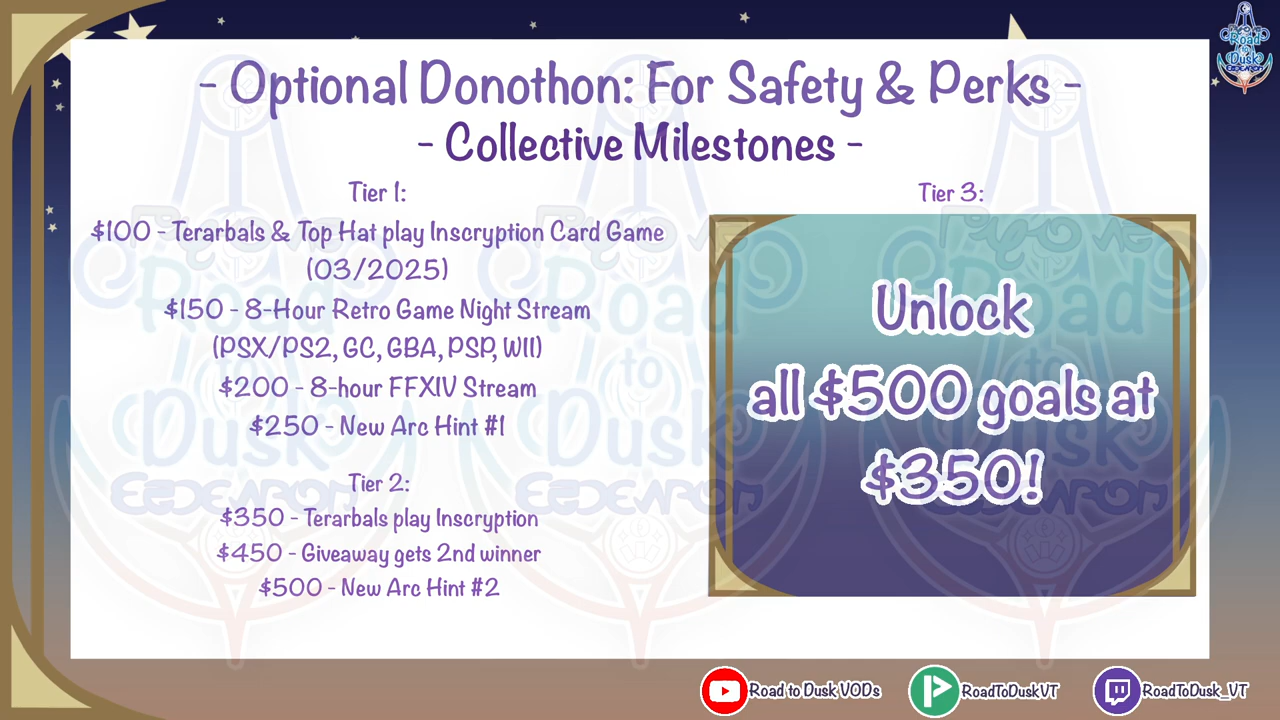 - Optional Donothon: For Safety & Perks -
- Collective Milestones -
Tier 1:
$100 - Terarbals & Top Hat play Inscryption Card Game
(03/2025)
$150 - 8-Hour Retro Game Night Stream
(PSX/PS2, GC, GBA, PSP, WII)
$200 - 8-hour FFXIV Stream
$250 - New Arc Hint #1
Tier 2:
$350 - Terarbals play Inscryption
$450 - Giveaway gets 2nd winner
$500 - New Arc Hint #2
Tier 3:
Unlock
all $500 goals at
$350!
Road to Dusk VODs
RoadToDuskVT
RoadToDusk_VT
Road
to
Dusk